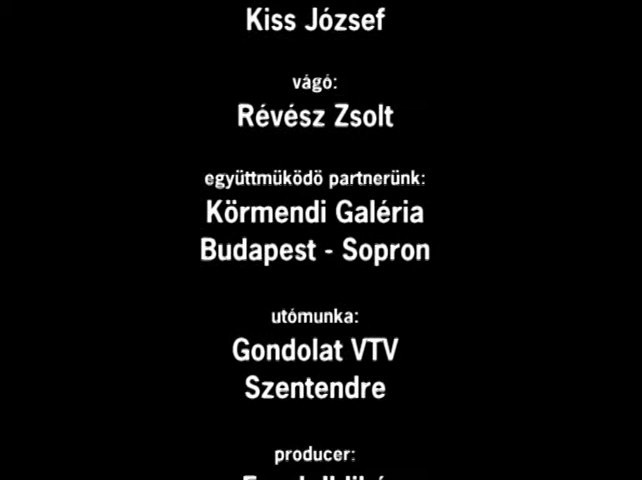 Kiss József
vágó:
Révész Zsolt
együttmüködö partnerünk:
Körmendi Galéria
Budapest - Sopron
utómunka:
Gondolat VTV
Szentendre
producer: